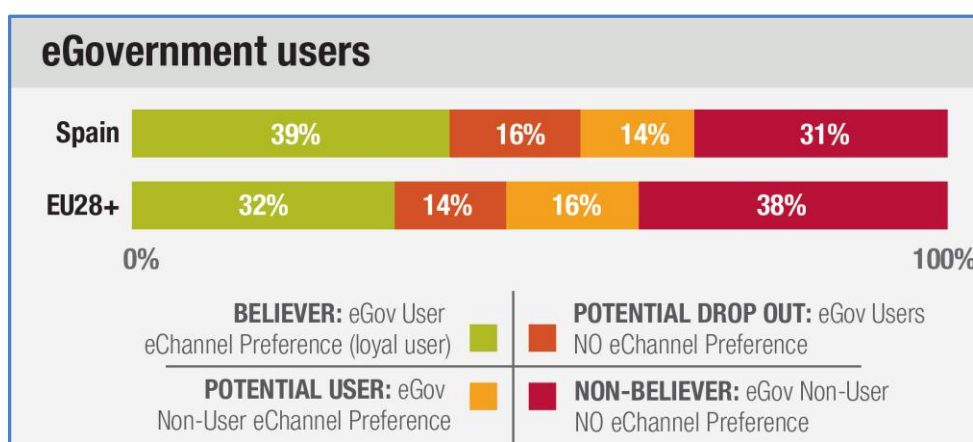 eGovernment users
Spain 39% 16% 14% 31%
EU28+ 32% 14% 16% 38%
0% 100%
BELIEVER: eGov User
eChannel Preference (loyal user)
POTENTIAL DROP OUT: eGov Users
NO eChannel Preference
POTENTIAL USER: eGov
Non-User eChannel Preference
NON-BELIEVER: eGov Non-User
NO eChannel Preference